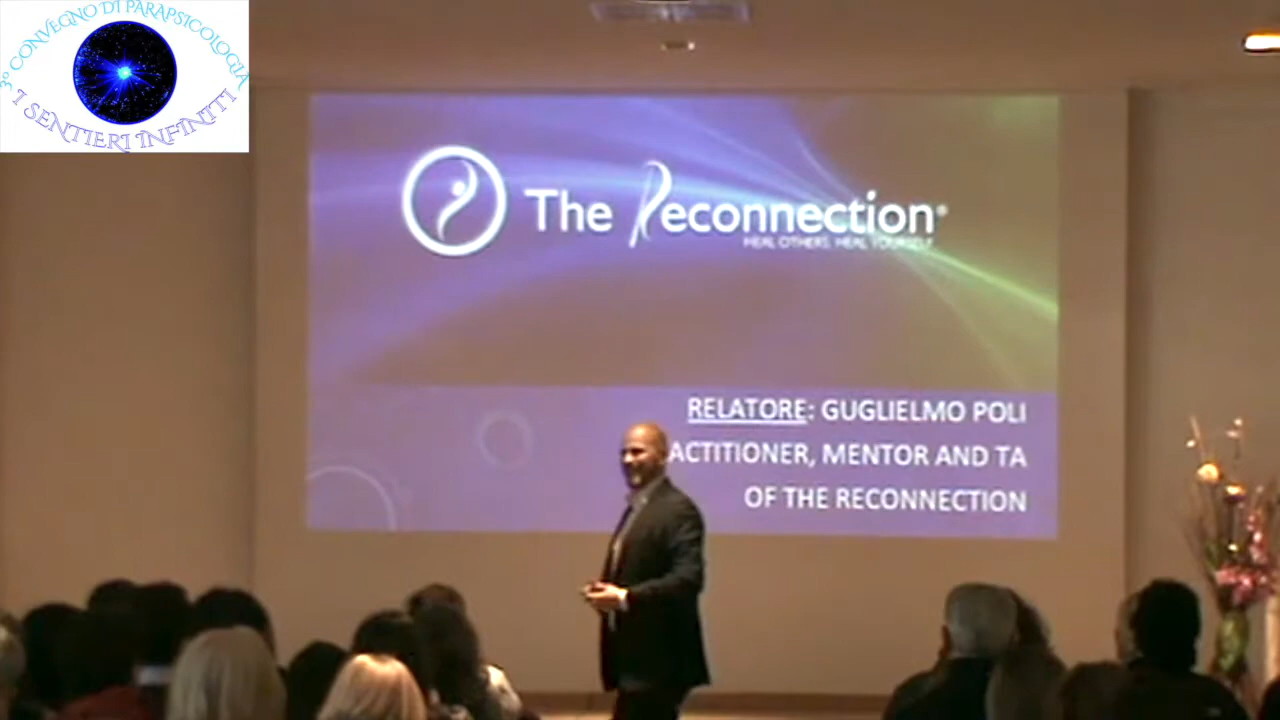 3° CONVEGNO DI PARAPSICOLOGIA
I SENTIERI INFINITI
The Reconnection®
HEAL OTHERS. HEAL YOURSELF
RELATORE: GUGLIELMO POLI
ACTITIONER, MENTOR AND TA
OF THE RECONNECTION